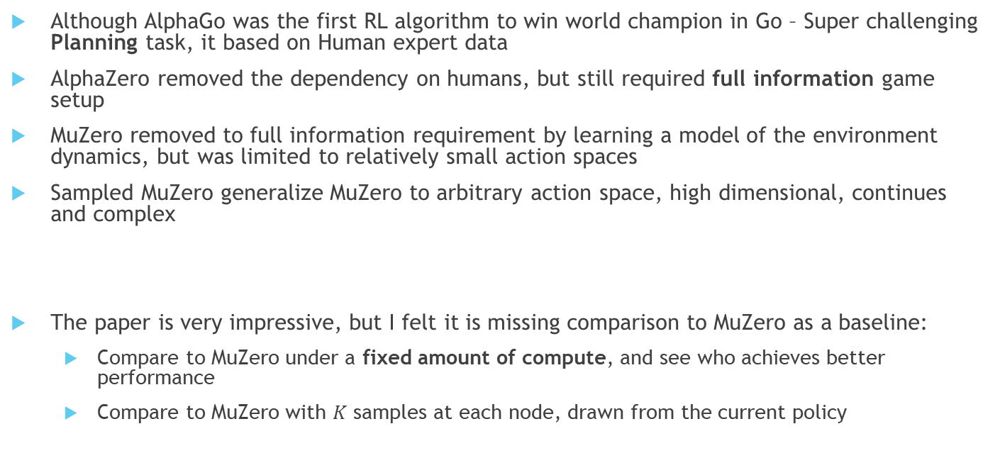 Although AlphaGo was the first RL algorithm to win world champion in Go – Super challenging
Planning task, it based on Human expert data
AlphaZero removed the dependency on humans, but still required full information game
setup
MuZero removed to full information requirement by learning a model of the environment
dynamics, but was limited to relatively small action spaces
Sampled MuZero generalize MuZero to arbitrary action space, high dimensional, continues
and complex
The paper is very impressive, but I felt it is missing comparison to MuZero as a baseline:
Compare to MuZero under a fixed amount of compute, and see who achieves better
performance
Compare to MuZero with K samples at each node, drawn from the current policy